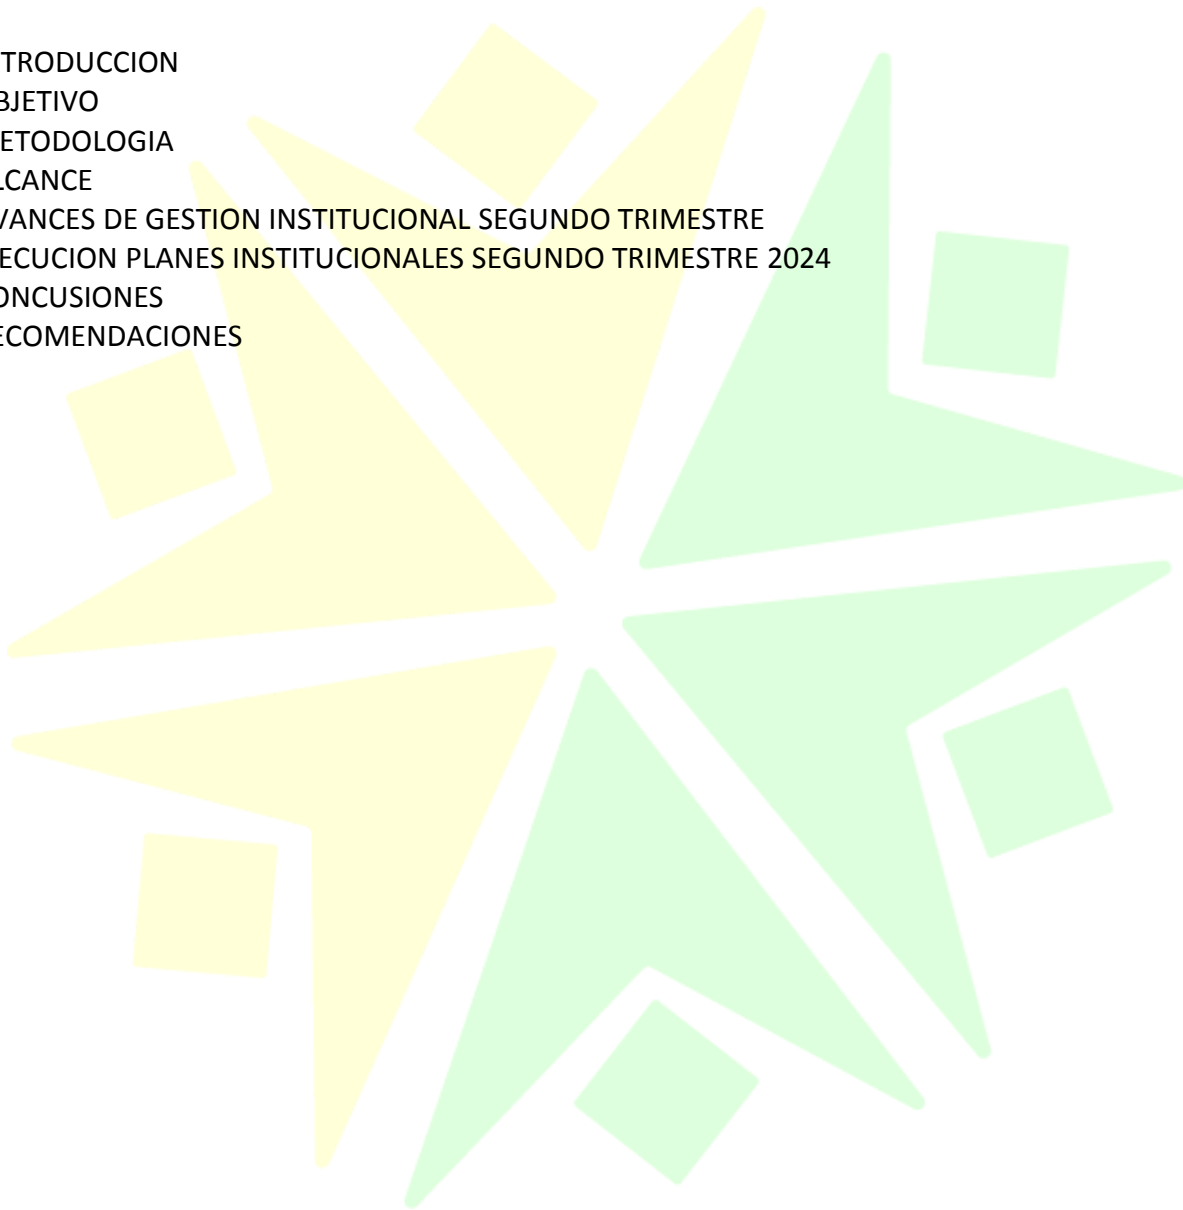 TRODUCCION
BJETIVO
ETODOLOGIA
LCANCE
VANCES DE GESTION INSTITUCIONAL SEGUNDO TRIMESTRE
ECUCION PLANES INSTITUCIONALES SEGUNDO TRIMESTRE 2024
ONCUSIONES
ECOMENDACIONES